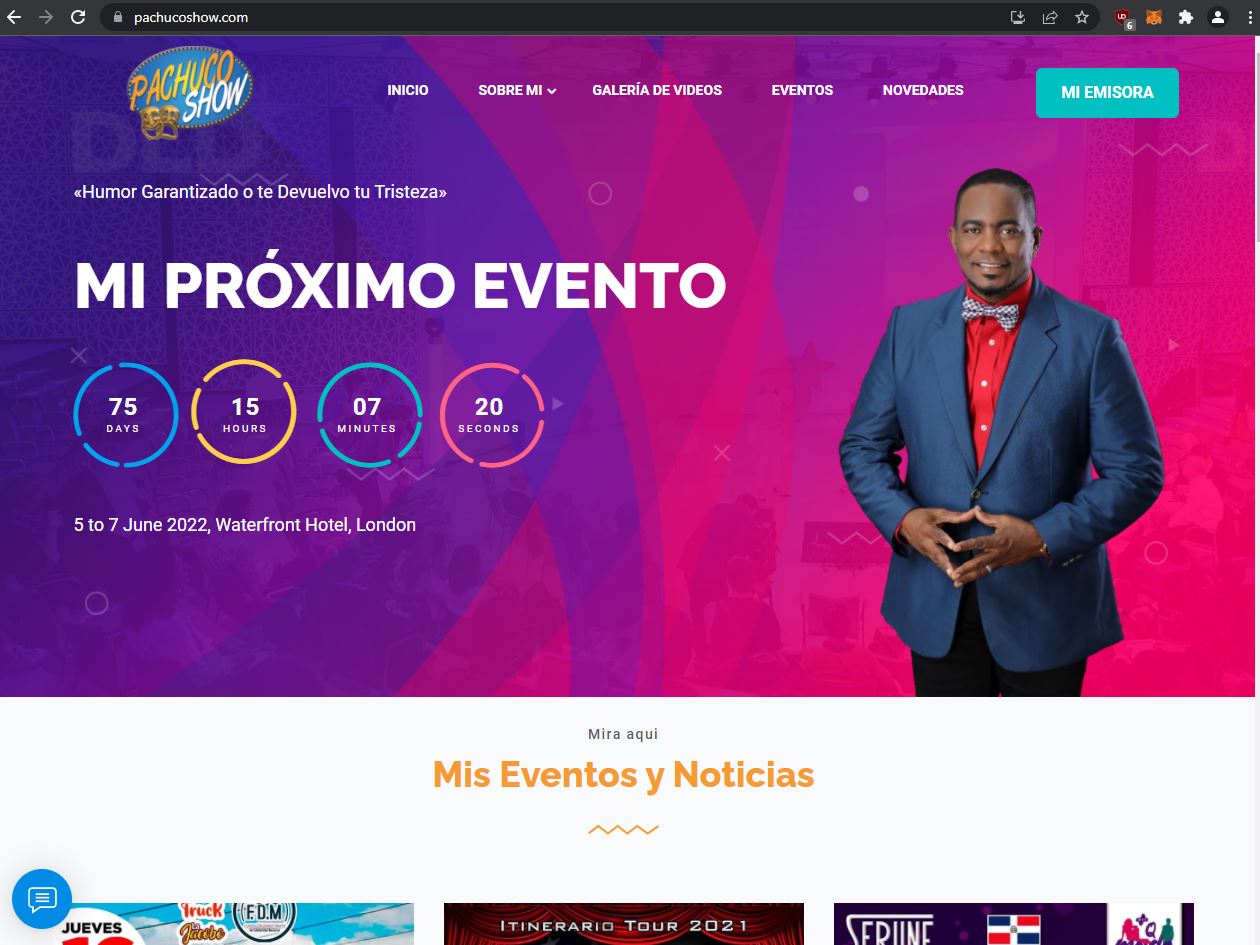 pachucoshow.com
6
PACHUCO
SHOW
INICIO
SOBRE MI
GALERÍA DE VIDEOS
EVENTOS
NOVEDADES
MI EMISORA
«Humor Garantizado o te Devuelvo tu Tristeza»
MI PRÓXIMO EVENTO
75
DAYS
15
HOURS
07
MINUTES
20
SECONDS
5 to 7 June 2022, Waterfront Hotel, London
Mira aqui
Mis Eventos y Noticias
JUEVES
Truck
La Jacobo
F.D.M
ITINERARIO TOUR 2021